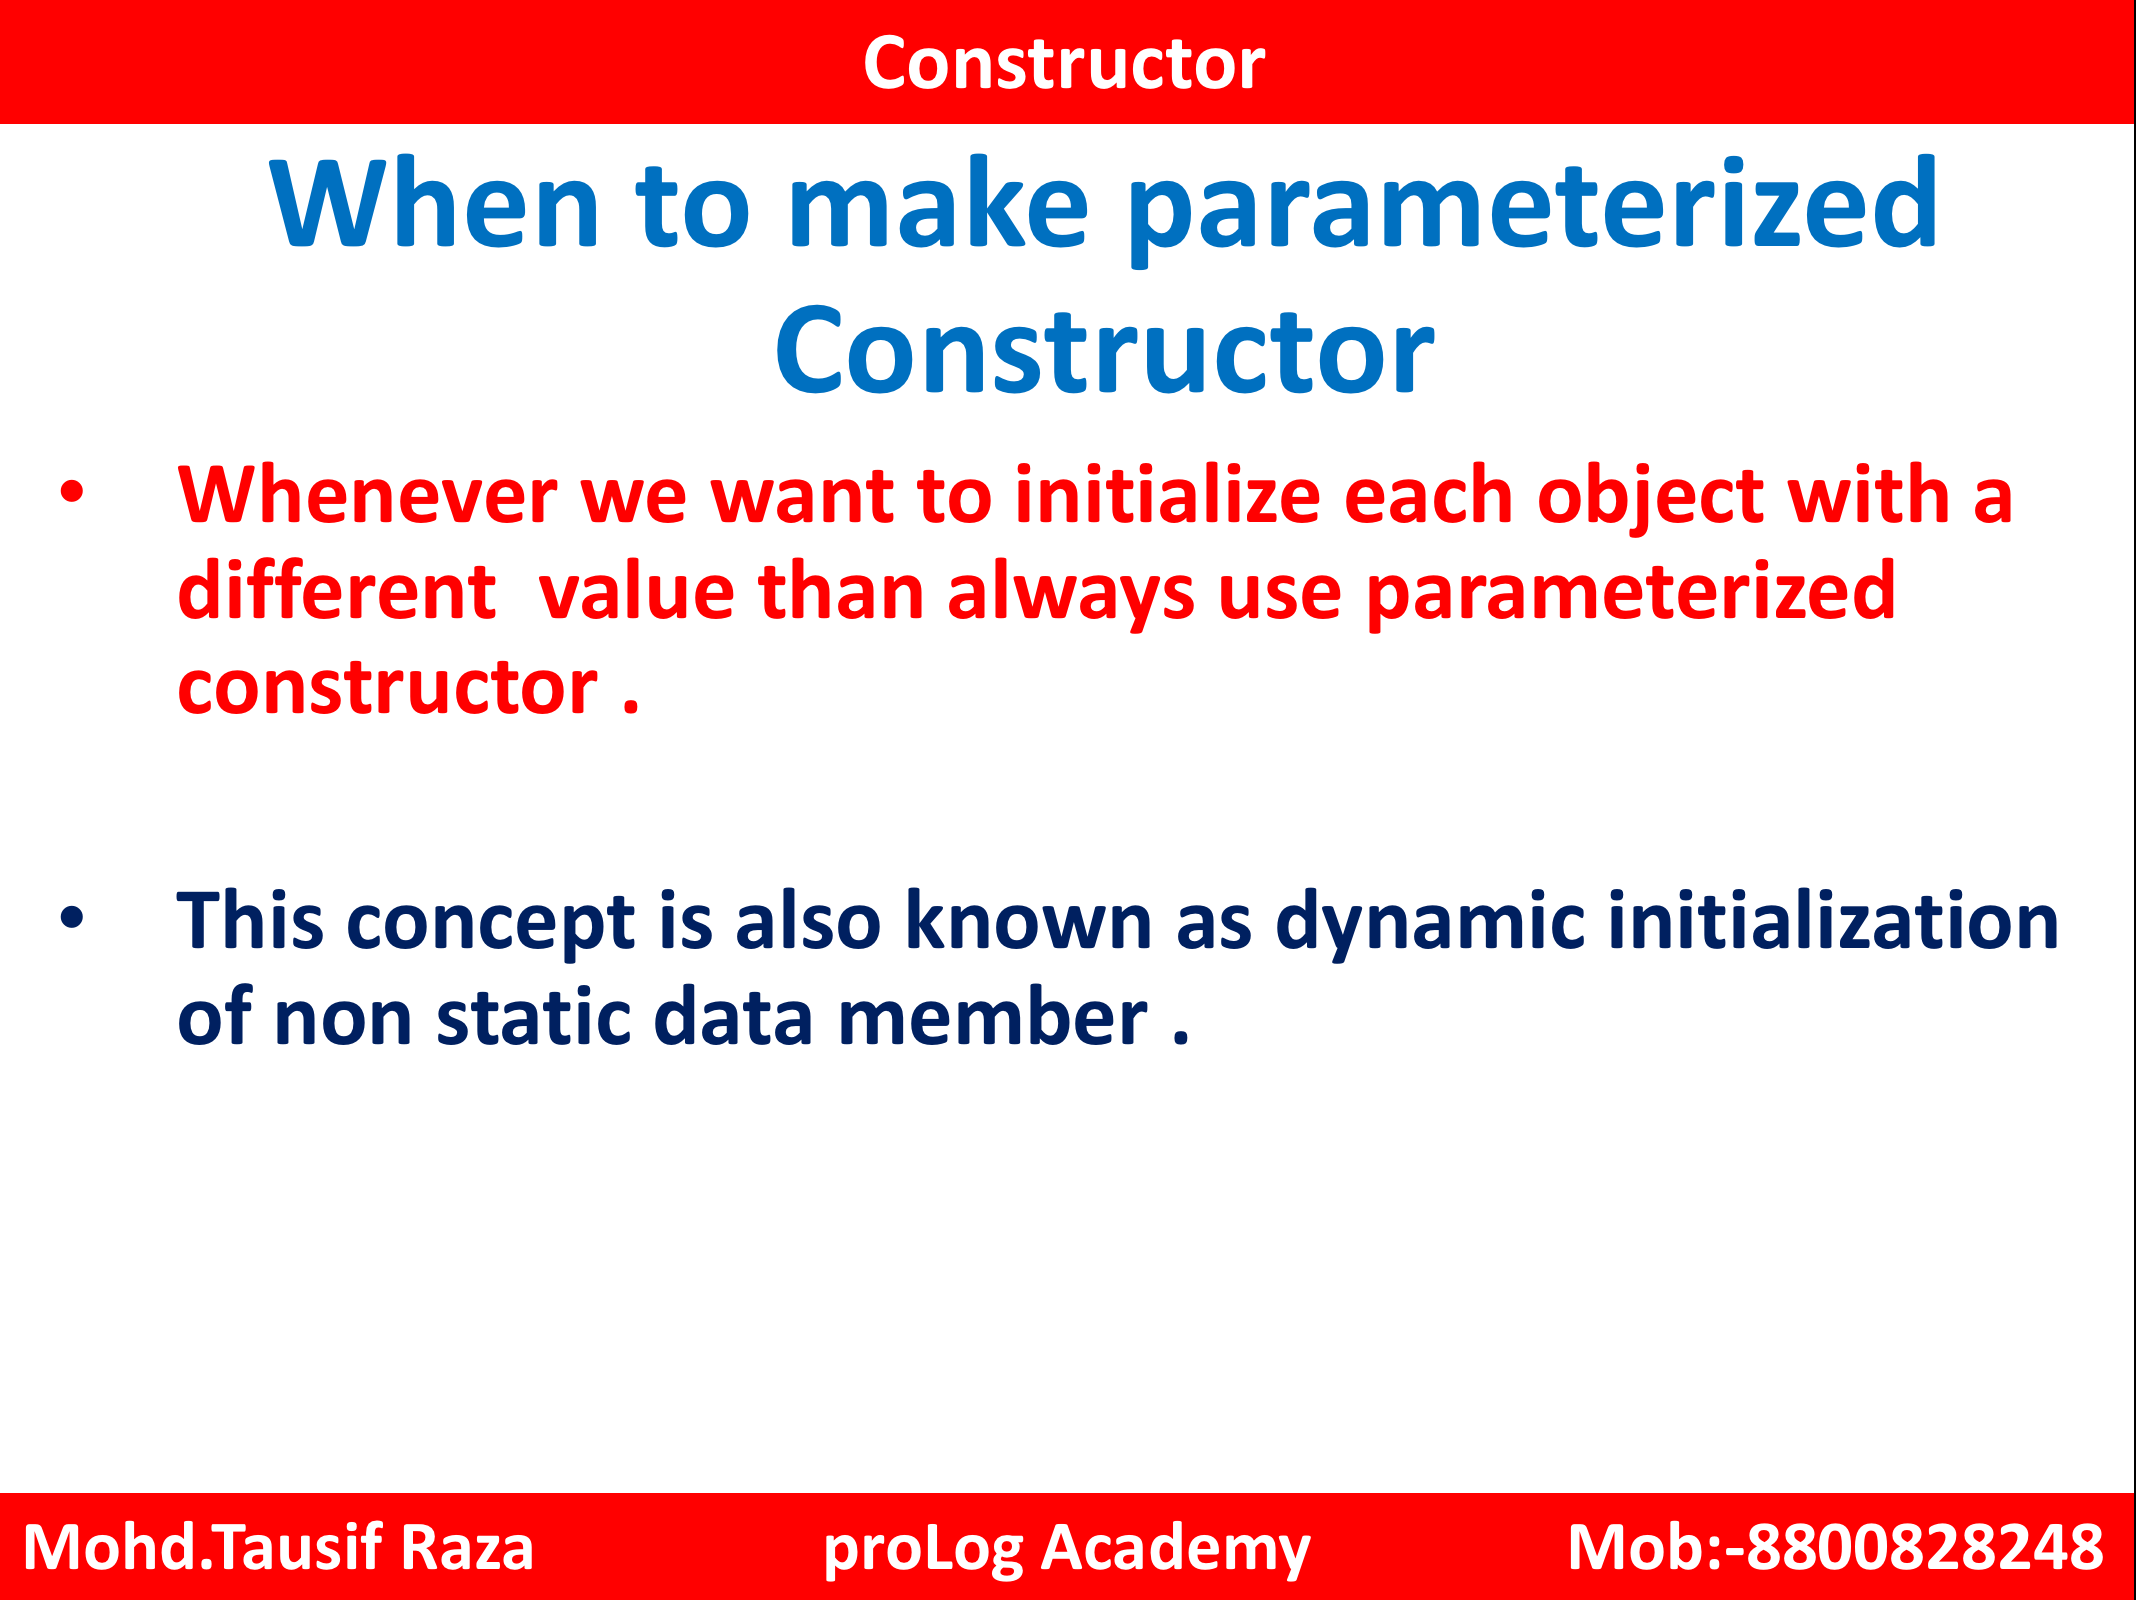 Constructor
When to make parameterized
Constructor
• Whenever we want to initialize each object with a
different  value than always use parameterized
constructor .
• This concept is also known as dynamic initialization
of non static data member .
Mohd.Tausif Raza proLog Academy Mob:-8800828248